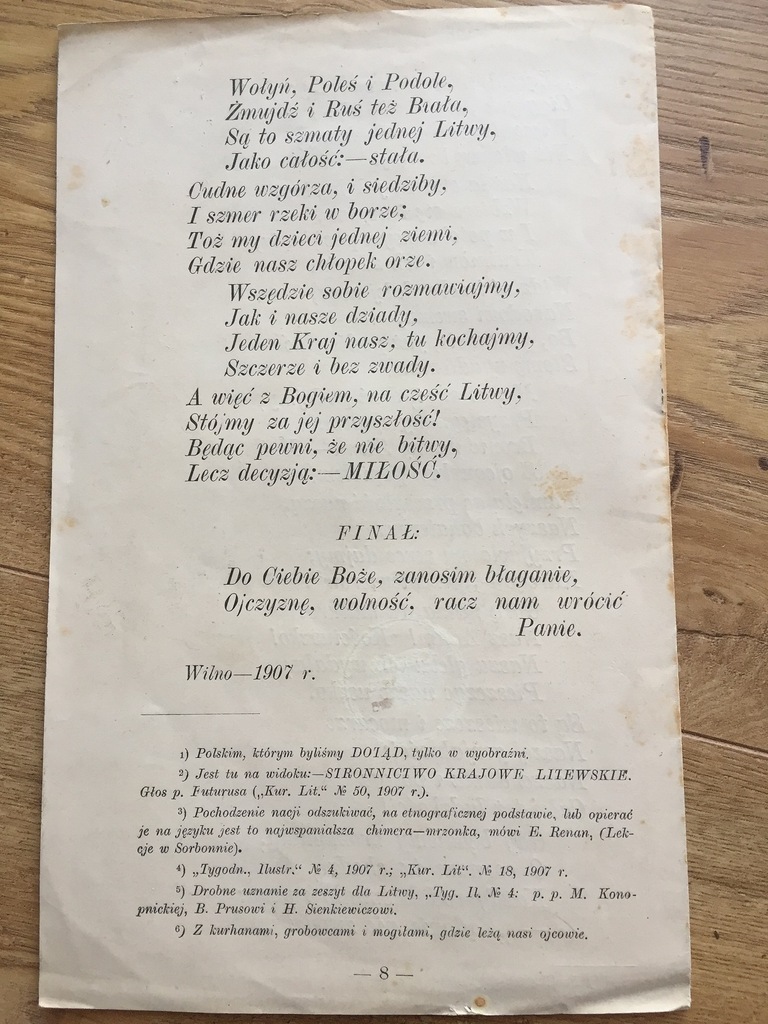 Wołyń, Poleś i Podole,
Żmujdź i Ruś też Biała,
Są to szmaty jednej Litwy,
Jako całość:—stała.
Cudne wzgórza, i siedziby,
I szmer rzeki w borze;
Toż my dzieci jednej ziemi,
Gdzie nasz chłopek orze.
Wszędzie sobie rozmawiajmy,
Jak i nasze dziady,
Jeden Kraj nasz, tu kochajmy,
Szczerze i bez zwady.
A więć z Bogiem, na cześć Litwy,
Stójmy za jej przyszłość!
Będąc pewni, że nie bitwy,
Lecz decyzją:—MIŁOŚĆ.
FINAŁ:
Do Ciebie Boże, zanosim błaganie,
Ojczyznę, wolność, racz nam wrócić
Panie.
Wilno—1907 r.
1) Polskim, którym byliśmy DOTĄD, tylko w wyobraźni.
2) Jest tu na widoku:—STRONNICTWO KRAJOWE LITEWSKIE.
Głos p. Futurusa („Kur. Lit.“ № 50, 1907 r.).
3) Pochodzenie nacji odszukiwać, na etnograficznej podstawie, lub opierać
je na języku jest to najwspanialsza chimera—mrzonka, mówi E. Renan, (Lek-
cje w Sorbonnie).
4) „Tygodn., Ilustr.“ № 4, 1907 r.; „Kur. Lit“. № 18, 1907 r.
5) Drobne uznanie za zeszyt dla Litwy, „Tyg. Il. № 4: p. p. M. Kono-
pnickiej, B. Prusowi i H. Sienkiewiczowi.
6) Z kurhanami, grobowcami i mogiłami, gdzie leżą nasi ojcowie.
— 8 —